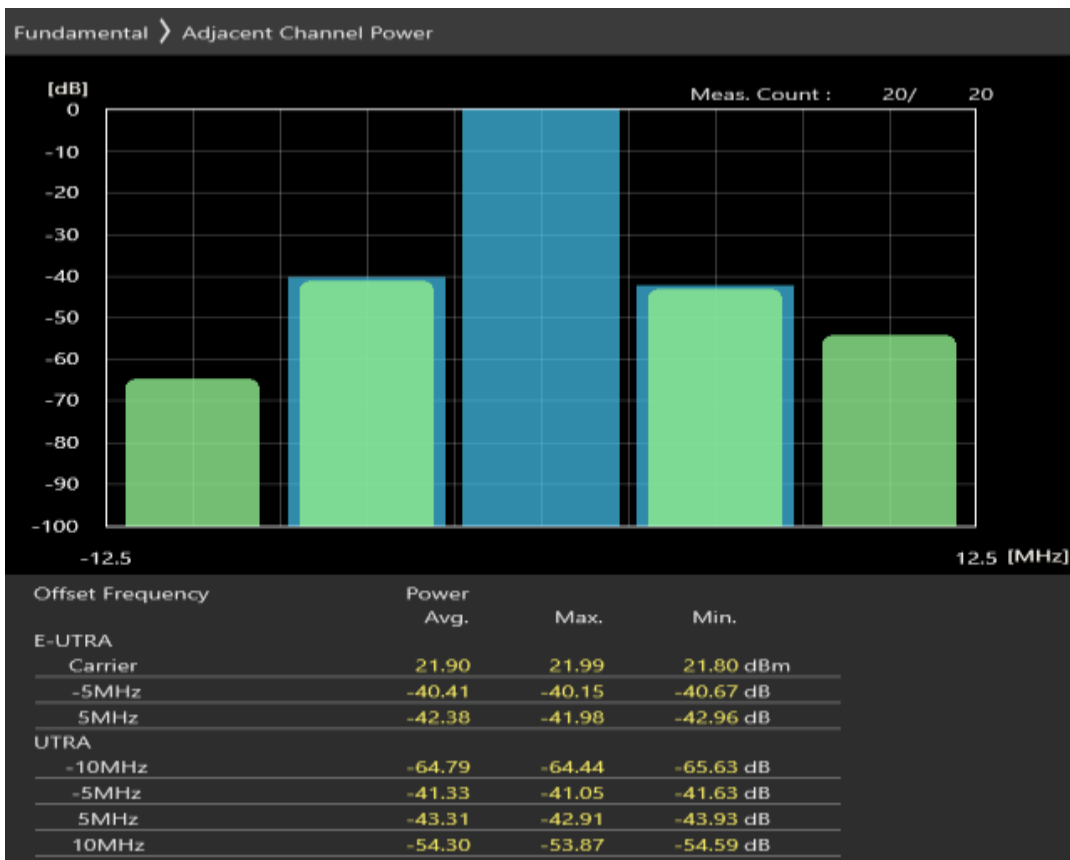 Fundamental 〉 Adjacent Channel Power
[dB]
Meas. Count : 20/ 20
0
-10
-20
-30
-40
-50
-60
-70
-80
-90
-100
-12.5 12.5 [MHz]
Offset Frequency Power
Avg. Max. Min.
E-UTRA
Carrier 21.90 21.99 21.80 dBm
-5MHz -40.41 -40.15 -40.67 dB
5MHz -42.38 -41.98 -42.96 dB
UTRA
-10MHz -64.79 -64.44 -65.63 dB
-5MHz -41.33 -41.05 -41.63 dB
5MHz -43.31 -42.91 -43.93 dB
10MHz -54.30 -53.87 -54.59 dB